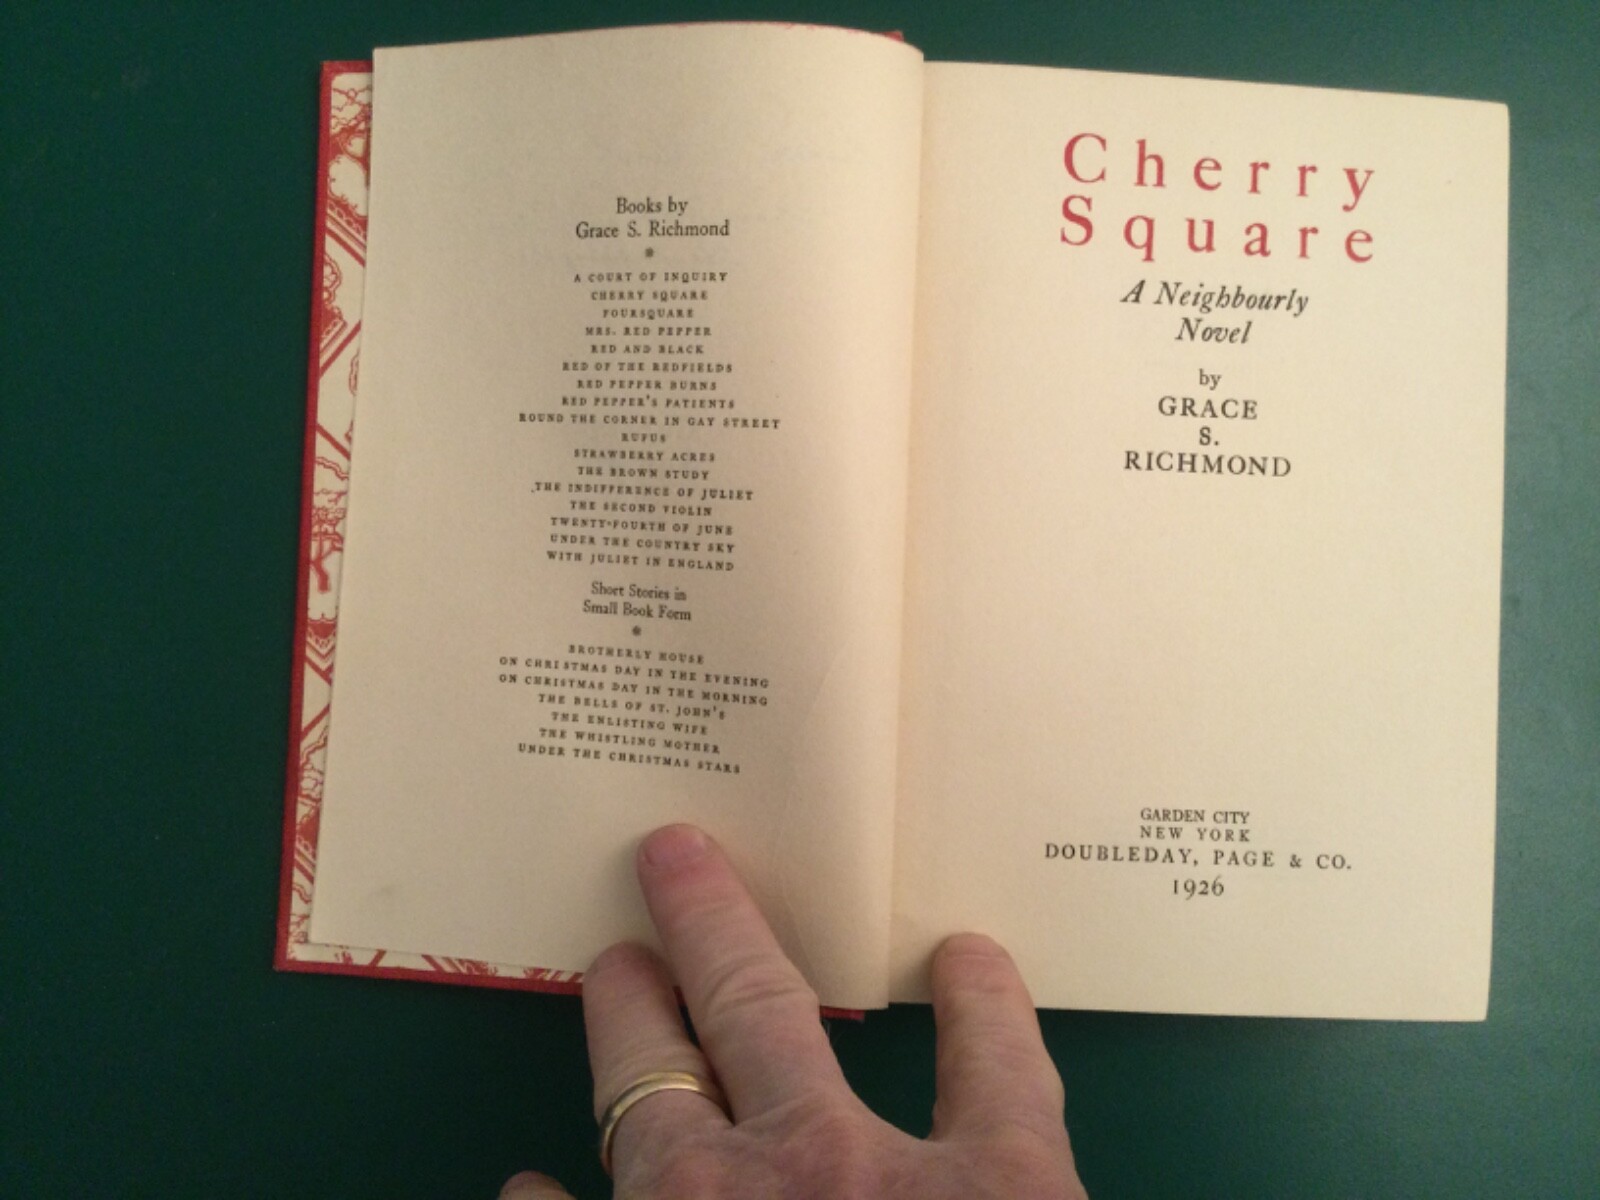 Books by
Grace S. Richmond
A COURT OF INQUIRY
CHERRY SQUARE
FOURSQUARE
MRS. RED PEPPER
RED AND BLACK
RED OF THE REDFIELDS
RED PEPPER BURNS
RED PEPPER'S PATIENTS
ROUND THE CORNER IN GAY STREET
RUFUS
STRAWBERRY ACRES
THE BROWN STUDY
THE INDIFFERENCE OF JULIET
THE SECOND VIOLIN
TWENTY-FOURTH OF JUNE
UNDER THE COUNTRY SKY
WITH JULIET IN ENGLAND
Short Stories in
Small Book Form
BROTHERLY HOUSE
ON CHRISTMAS DAY IN THE EVENING
ON CHRISTMAS DAY IN THE MORNING
THE BELLS OF ST. JOHN'S
THE ENLISTING WIFE
THE WHISTLING MOTHER
UNDER THE CHRISTMAS STARS
Cherry
Square
A Neighbourly
Novel
by
GRACE
S.
RICHMOND
GARDEN CITY
NEW YORK
DOUBLEDAY, PAGE & CO.
1926